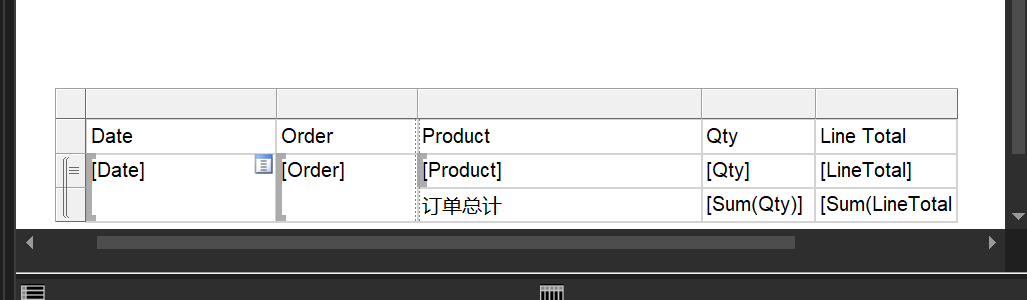 Date Order Product Qty Line Total
[Date] [Order] [Product] [Qty] [LineTotal]
订单总计 [Sum(Qty)] [Sum(LineTotal